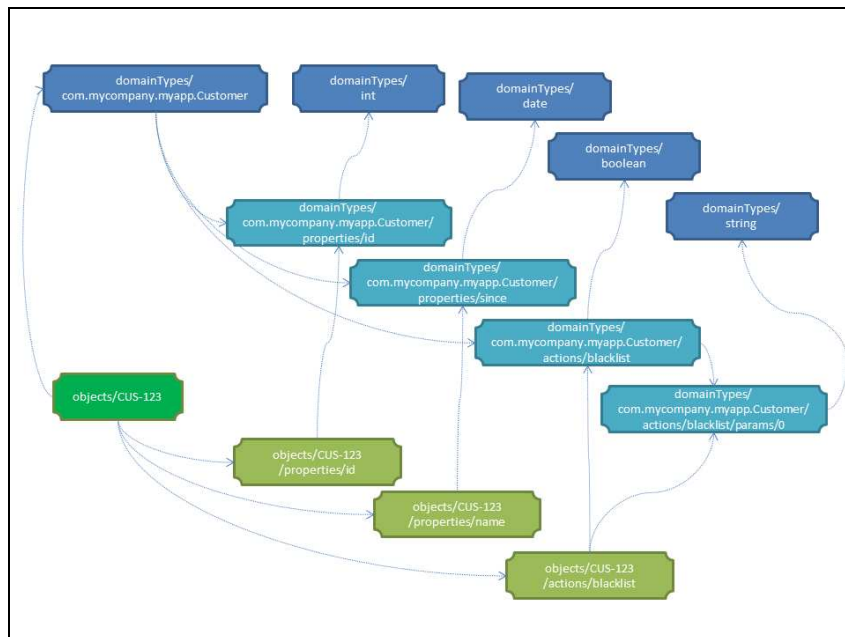 domainTypes/
com.mycompany.myapp.Customer
domainTypes/
int
domainTypes/
date
domainTypes/
boolean
domainTypes/
string
domainTypes/
com.mycompany.myapp.Customer/
properties/id
domainTypes/
com.mycompany.myapp.Customer/
properties/since
domainTypes/
com.mycompany.myapp.Customer/
actions/blacklist
domainTypes/
com.mycompany.myapp.Customer/
actions/blacklist/params/0
objects/CUS-123
objects/CUS-123
/properties/id
objects/CUS-123
/properties/name
objects/CUS-123
/actions/blacklist